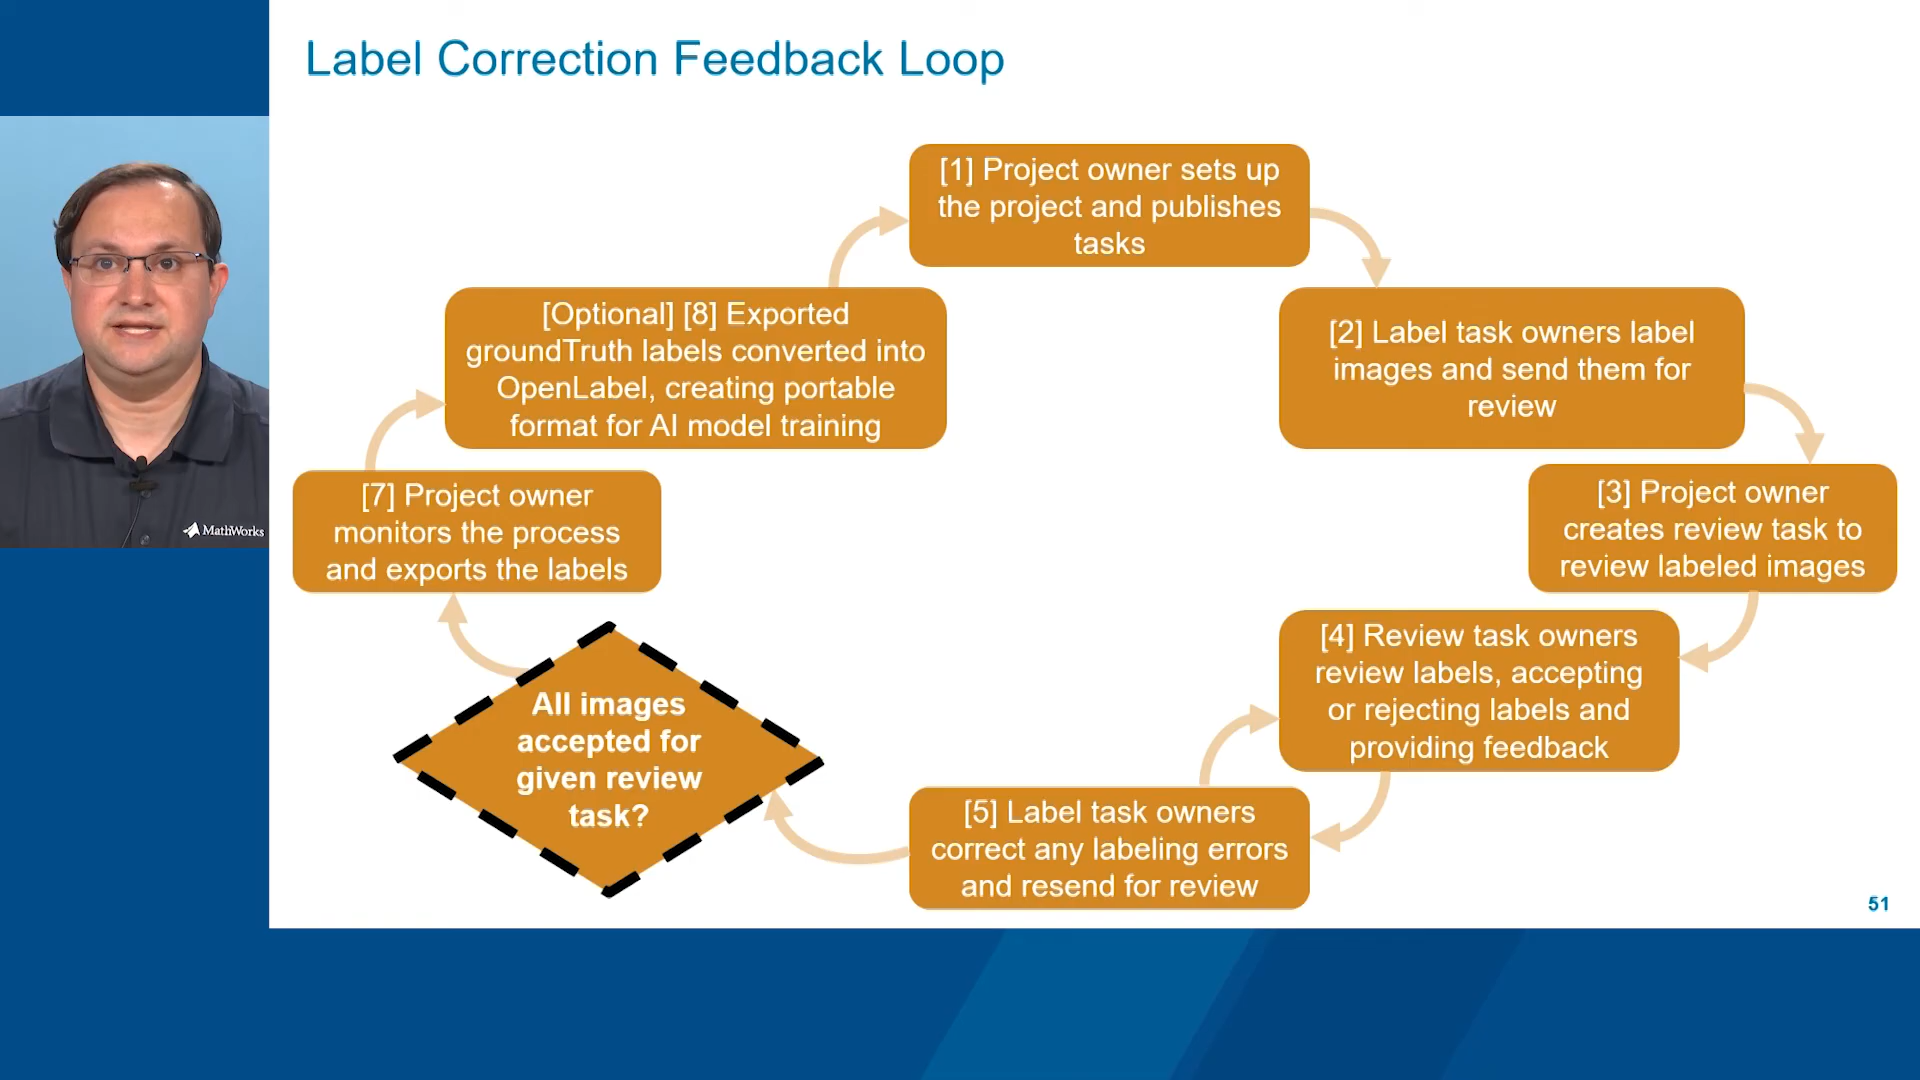 Label Correction Feedback Loop
[1] Project owner sets up
the project and publishes
tasks
[Optional] [8] Exported
groundTruth labels converted into
OpenLabel, creating portable
format for AI model training
[2] Label task owners label
images and send them for
review
[7] Project owner
monitors the process
and exports the labels
[3] Project owner
creates review task to
review labeled images
MathWorks
[4] Review task owners
review labels, accepting
or rejecting labels and
providing feedback
All images
accepted for
given review
task?
[5] Label task owners
correct any labeling errors
and resend for review
51